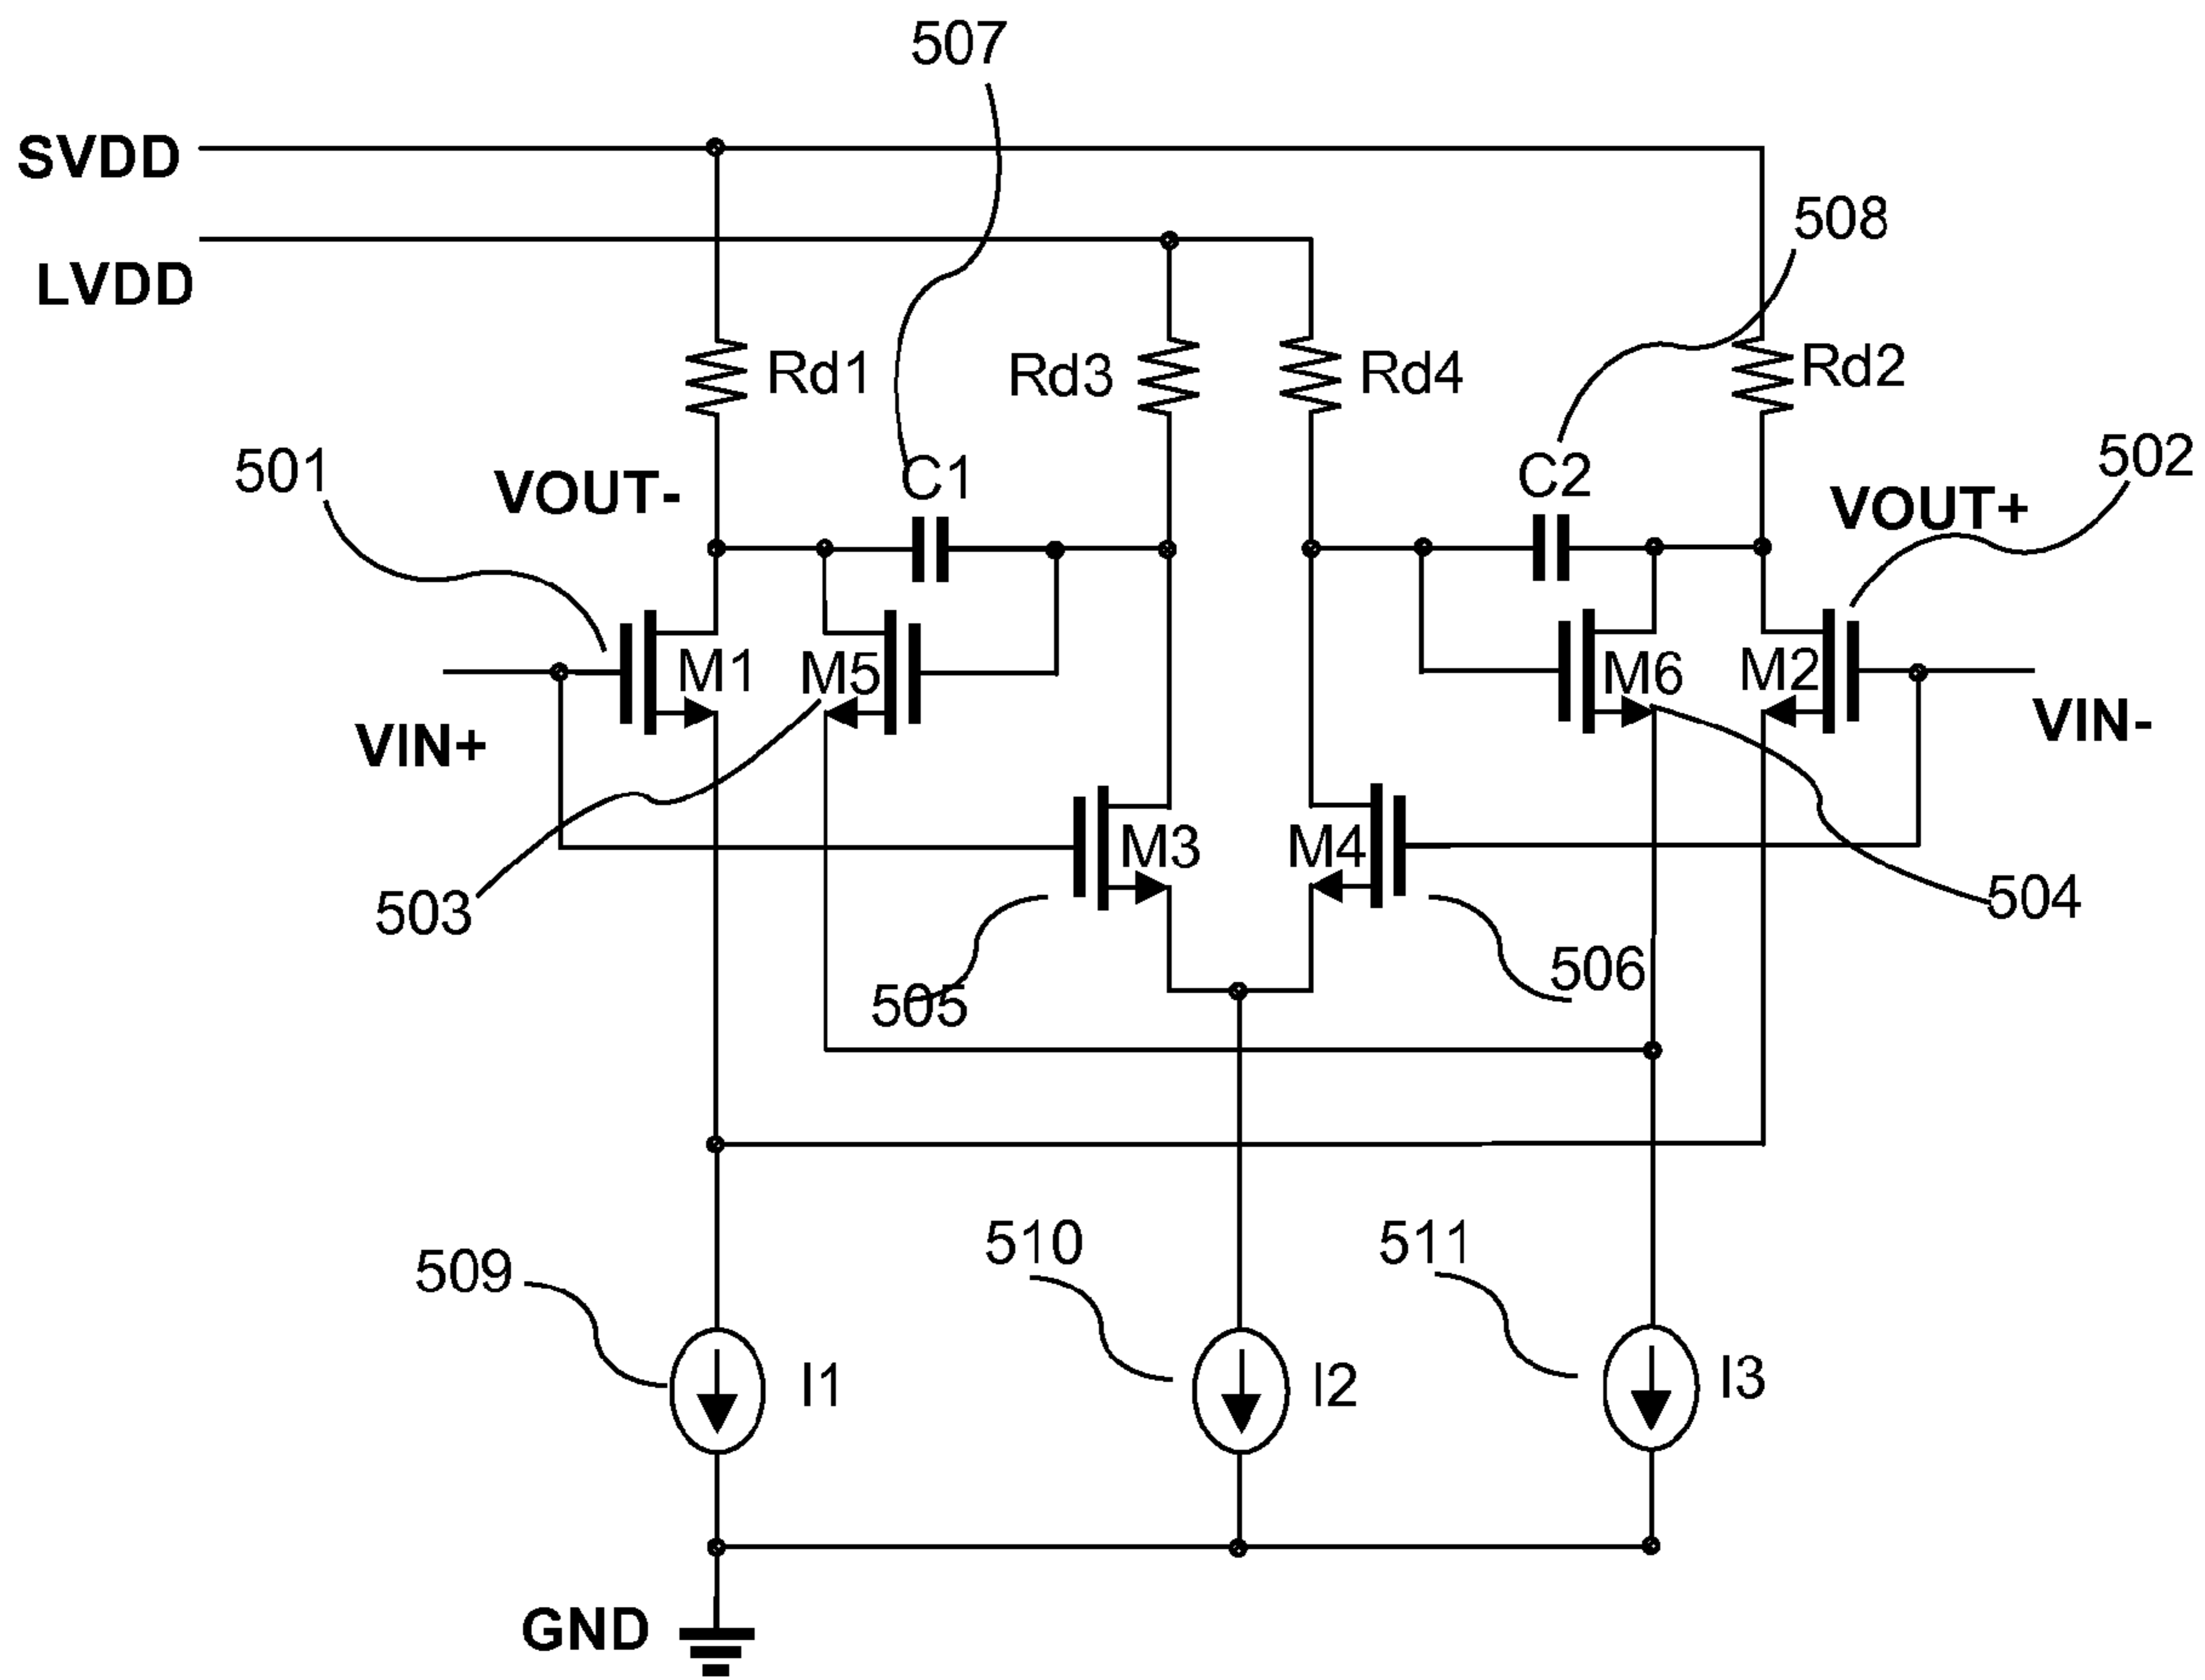 507
SVDD
508
LVDD
Rd1
Rd3
Rd4
Rd2
501
VOUT-
C1
C2
502
VOUT+
M1
M5
M6
M2
VIN+
VIN-
M3
M4
503
504
505
506
509
510
511
I1
I2
I3
GND